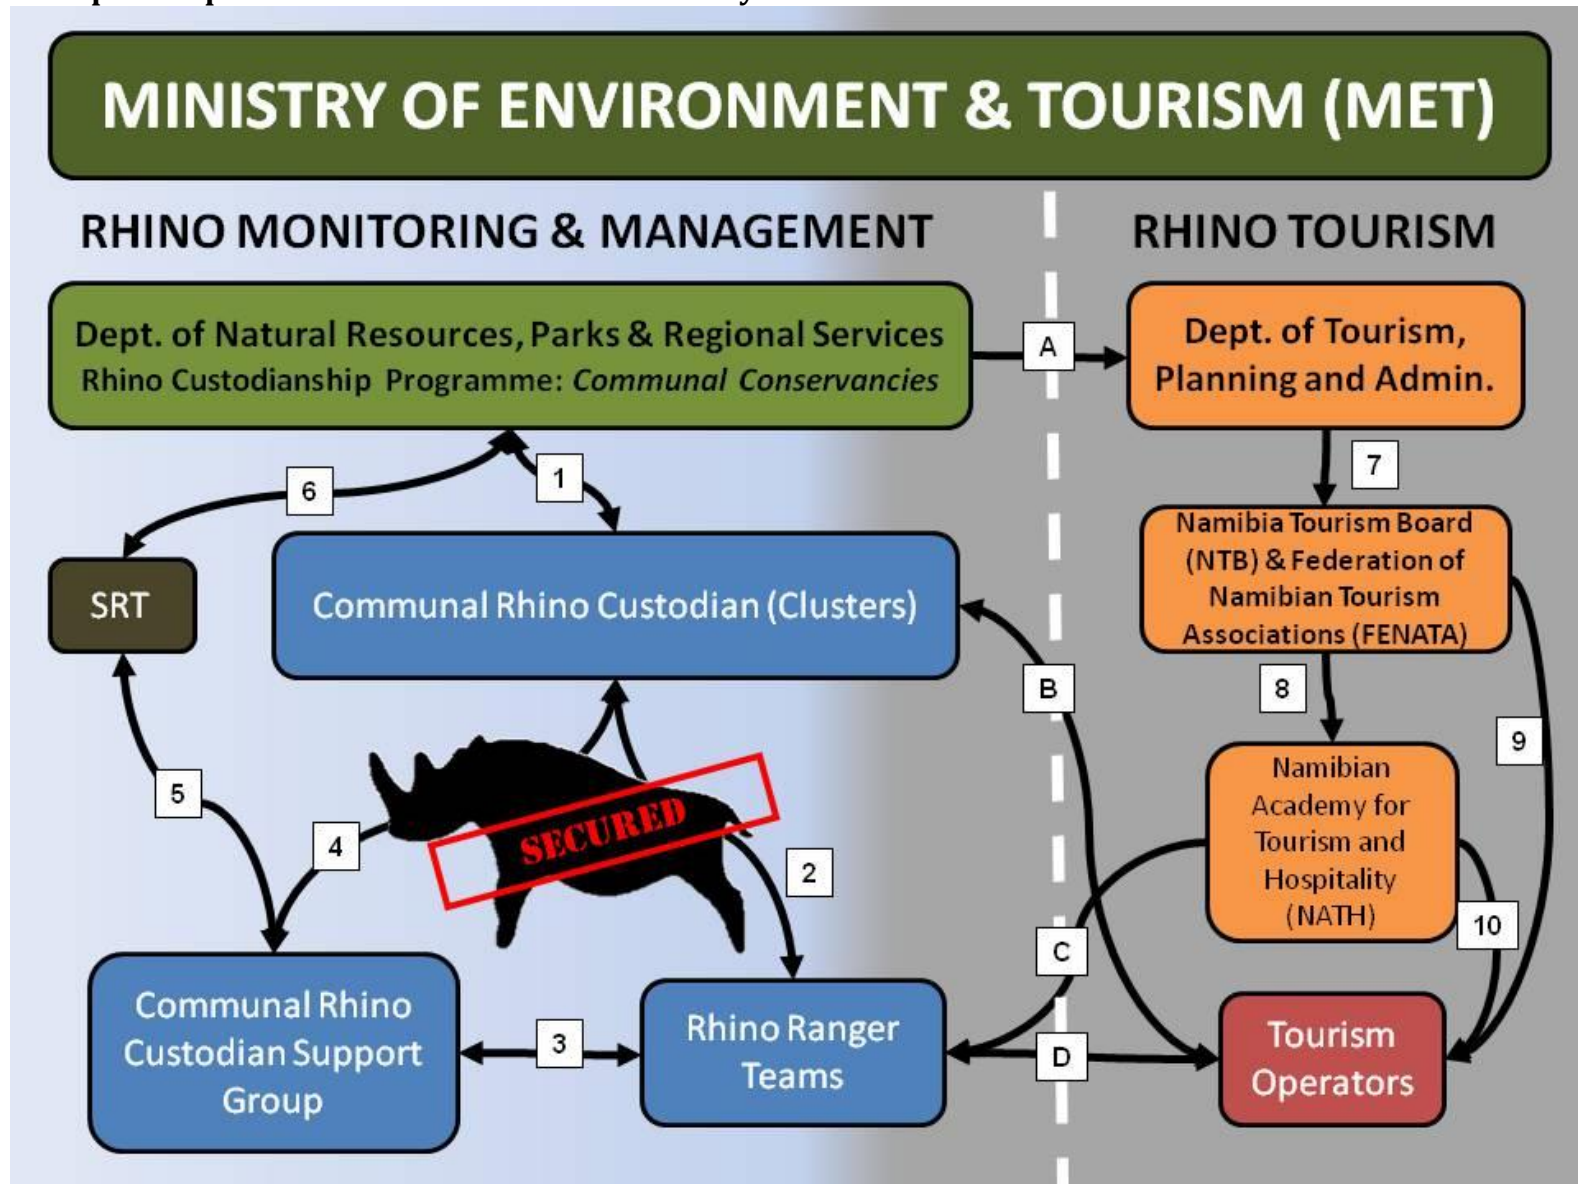 MINISTRY OF ENVIRONMENT & TOURISM (MET)
RHINO MONITORING & MANAGEMENT
RHINO TOURISM
Dept. of Natural Resources, Parks & Regional Services
Rhino Custodianship Programme: Communal Conservancies
A
Dept. of Tourism,
Planning and Admin.
6
1
7
SRT
Communal Rhino Custodian (Clusters)
Namibia Tourism Board
(NTB) & Federation of
Namibian Tourism
Associations (FENATA)
B
8
9
5
4
SECURED
2
Namibian
Academy for
Tourism and
Hospitality
(NATH)
10
C
Communal Rhino
Custodian Support
Group
3
Rhino Ranger
Teams
D
Tourism
Operators